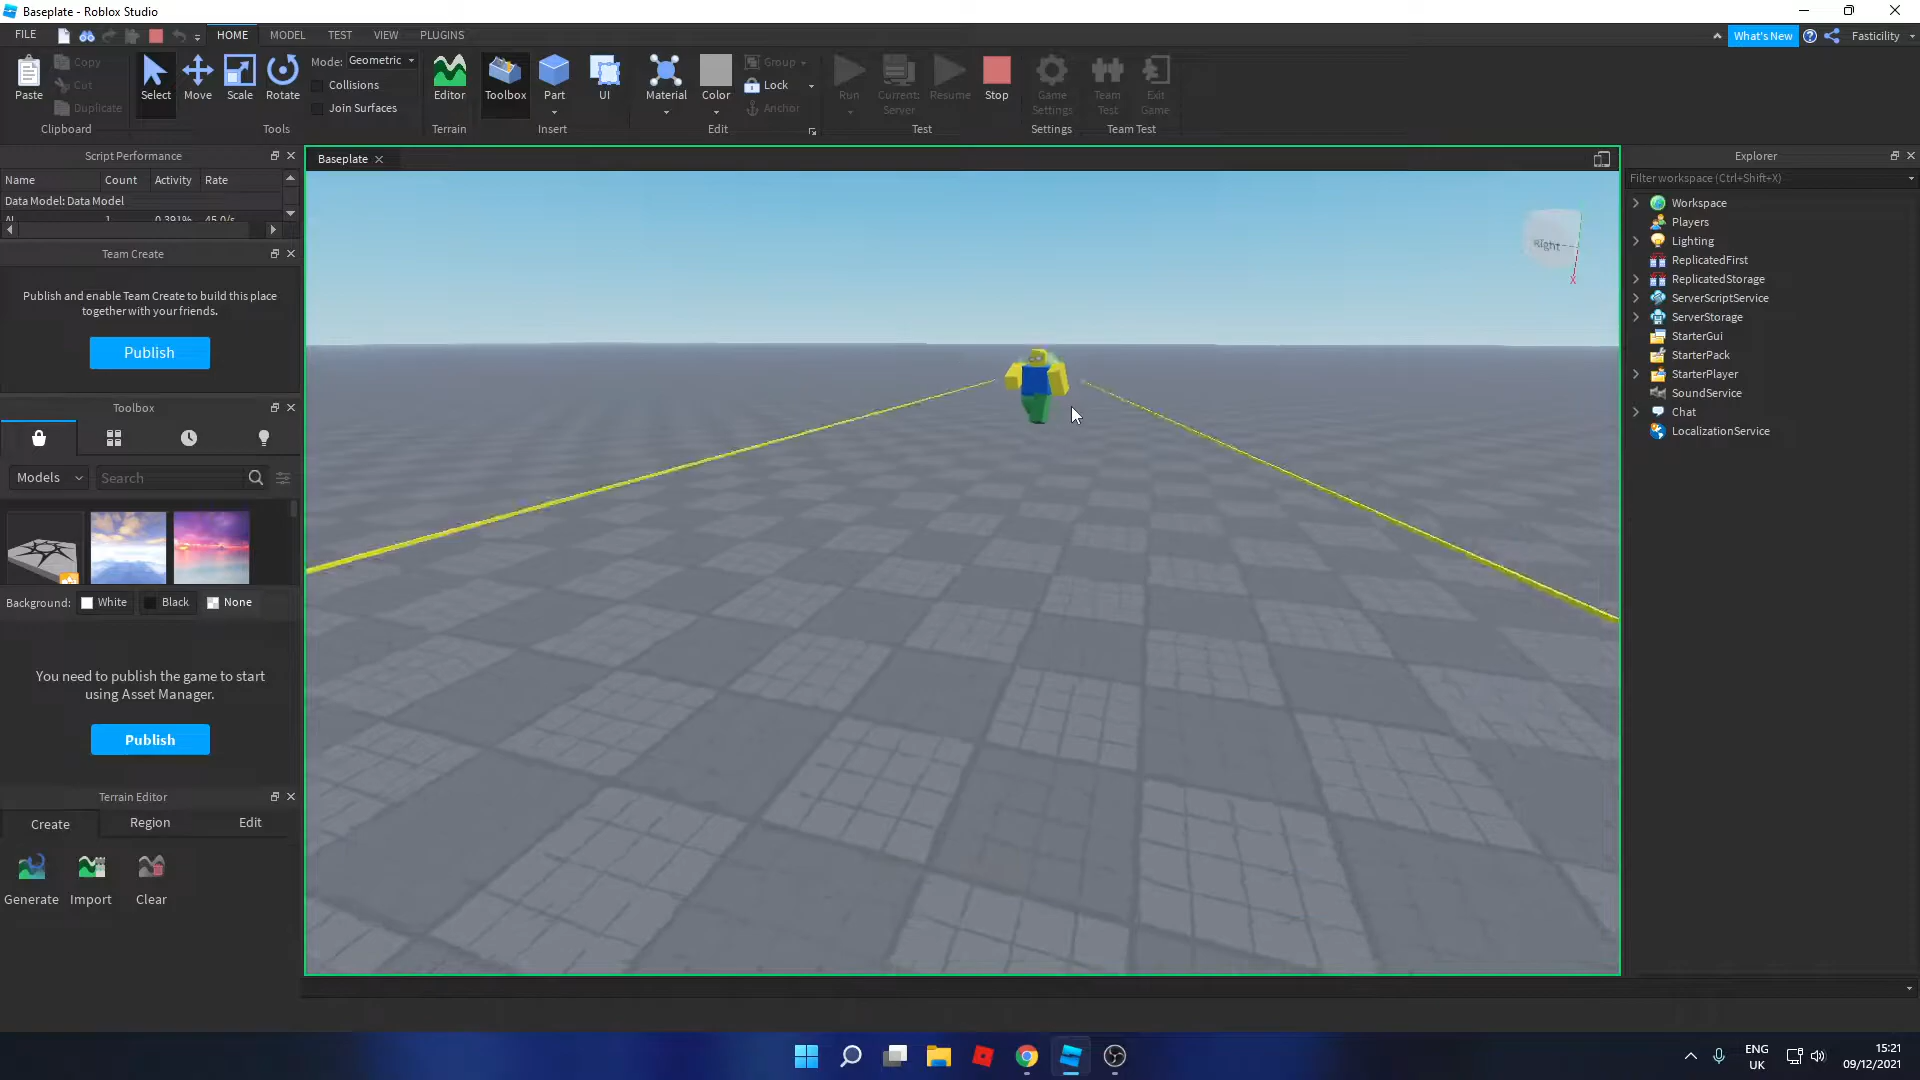 Baseplate - Roblox Studio
FILE
HOME
MODEL
TEST
VIEW
PLUGINS
What's New
Fasticility
Paste
Copy
Cut
Duplicate
Clipboard
Select
Move
Scale
Rotate
Mode: Geometric
Collisions
Join Surfaces
Tools
Editor
Terrain
Toolbox
Part
UI
Insert
Material
Color
Group
Lock
Anchor
Edit
Run
Current:
Server
Resume
Stop
Test
Game
Settings
Settings
Team
Test
Exit
Game
Team Test
Script Performance
Name Count Activity Rate
Data Model: Data Model
AI 1 0.391% 45.0/s
Team Create
Publish and enable Team Create to build this place
together with your friends.
Publish
Toolbox
Models
Search
Background: White Black None
You need to publish the game to start
using Asset Manager.
Publish
Terrain Editor
Create Region Edit
Generate Import Clear
Baseplate
Right
X
Explorer
Filter workspace (Ctrl+Shift+X)
Workspace
Players
Lighting
ReplicatedFirst
ReplicatedStorage
ServerScriptService
ServerStorage
StarterGui
StarterPack
StarterPlayer
SoundService
Chat
LocalizationService
ENG
UK
15:21
09/12/2021